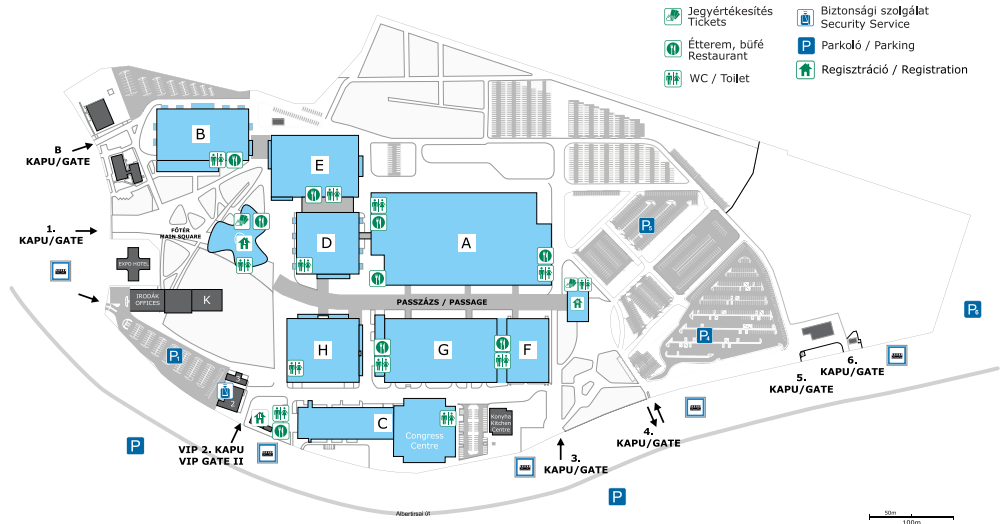 Jegyértékesítés
Tickets
Étterem, büfé
Restaurant
WC / Toilet
Biztonsági szolgálat
Security Service
P Parkoló / Parking
Regisztráció / Registration
B
KAPU/GATE
B
E
1.
KAPU/GATE
FŐTÉR
MAIN SQUARE
D
A
P5
EXPO HOTEL
IRODÁK
OFFICES
K
PASSZÁZS / PASSAGE
P6
P1
H
G
F
P4
6.
KAPU/GATE
5.
KAPU/GATE
2
C
Congress
Centre
Konyha
Kitchen
Centre
4.
KAPU/GATE
VIP 2. KAPU
VIP GATE II
P
3.
KAPU/GATE
P
Albertirsai út
50m
100m